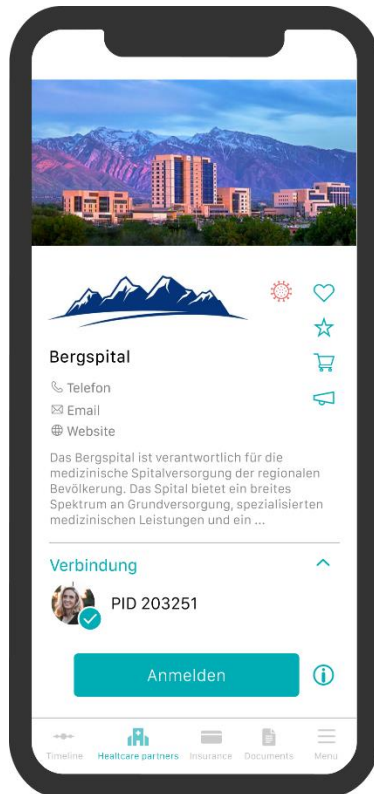 Bergspital
Telefon
Email
Website
Das Bergspital ist verantwortlich für die
medizinische Spitalversorgung der regionalen
Bevölkerung. Das Spital bietet ein breites
Spektrum an Grundversorgung, spezialisierten
medizinischen Leistungen und ein ...
Verbindung
PID 203251
Anmelden
Timeline Healtcare partners Insurance Documents Menu